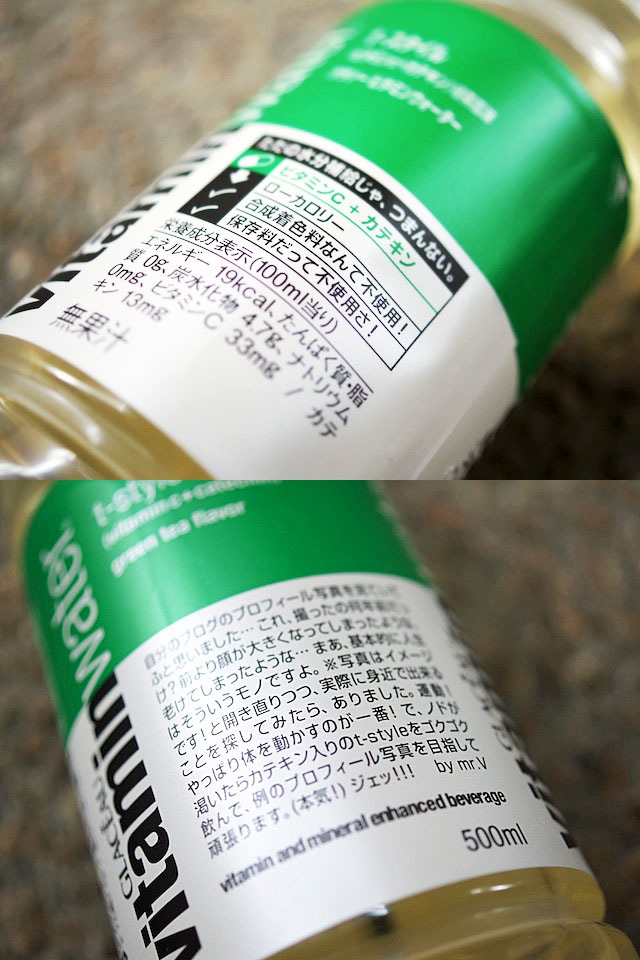 t-スタイル
ただの水分補給じゃ、つまんない。
ビタミンC + カテキン
ローカロリー
合成着色料なんて不使用!
保存料だって不使用さ!
栄養成分表示(100ml当り)
エネルギー 19kcal、たんぱく質・脂
質 0g、炭水化物 4.7g、ナトリウム
0mg、ビタミンC 33mg / カテ
キン 13mg
無果汁
t-style
green tea flavor
water
vitamin
GLACEAU
自分のブログのプロフィール写真を見ていて
ふと思いました… これ、撮ったの何年前だっ
け? 前より顔が大きくなってしまったような、
老けてしまったような… まあ、基本的に人生
はそういうモノですよ。※写真はイメージ
です! と開き直りつつ、実際に身近で出来る
ことを探してみたら、ありました。運動!
やっぱり体を動かすのが一番! で、ノドが
渇いたらカテキン入りのt-styleをゴクゴク
飲んで、例のプロフィール写真を目指して
頑張ります。(本気!) ジェッ!!! by mr.V
vitamin and mineral enhanced beverage
500ml